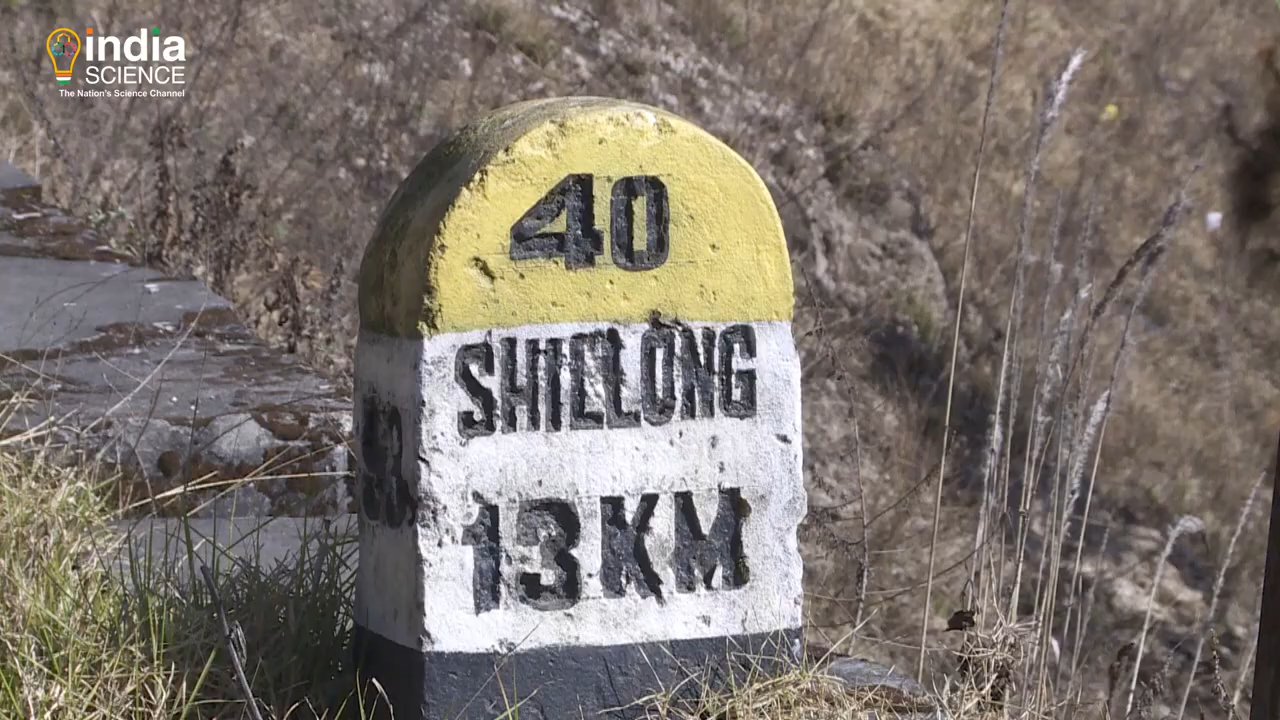 india
SCIENCE
The Nation's Science Channel
40
SHILLONG
13KM